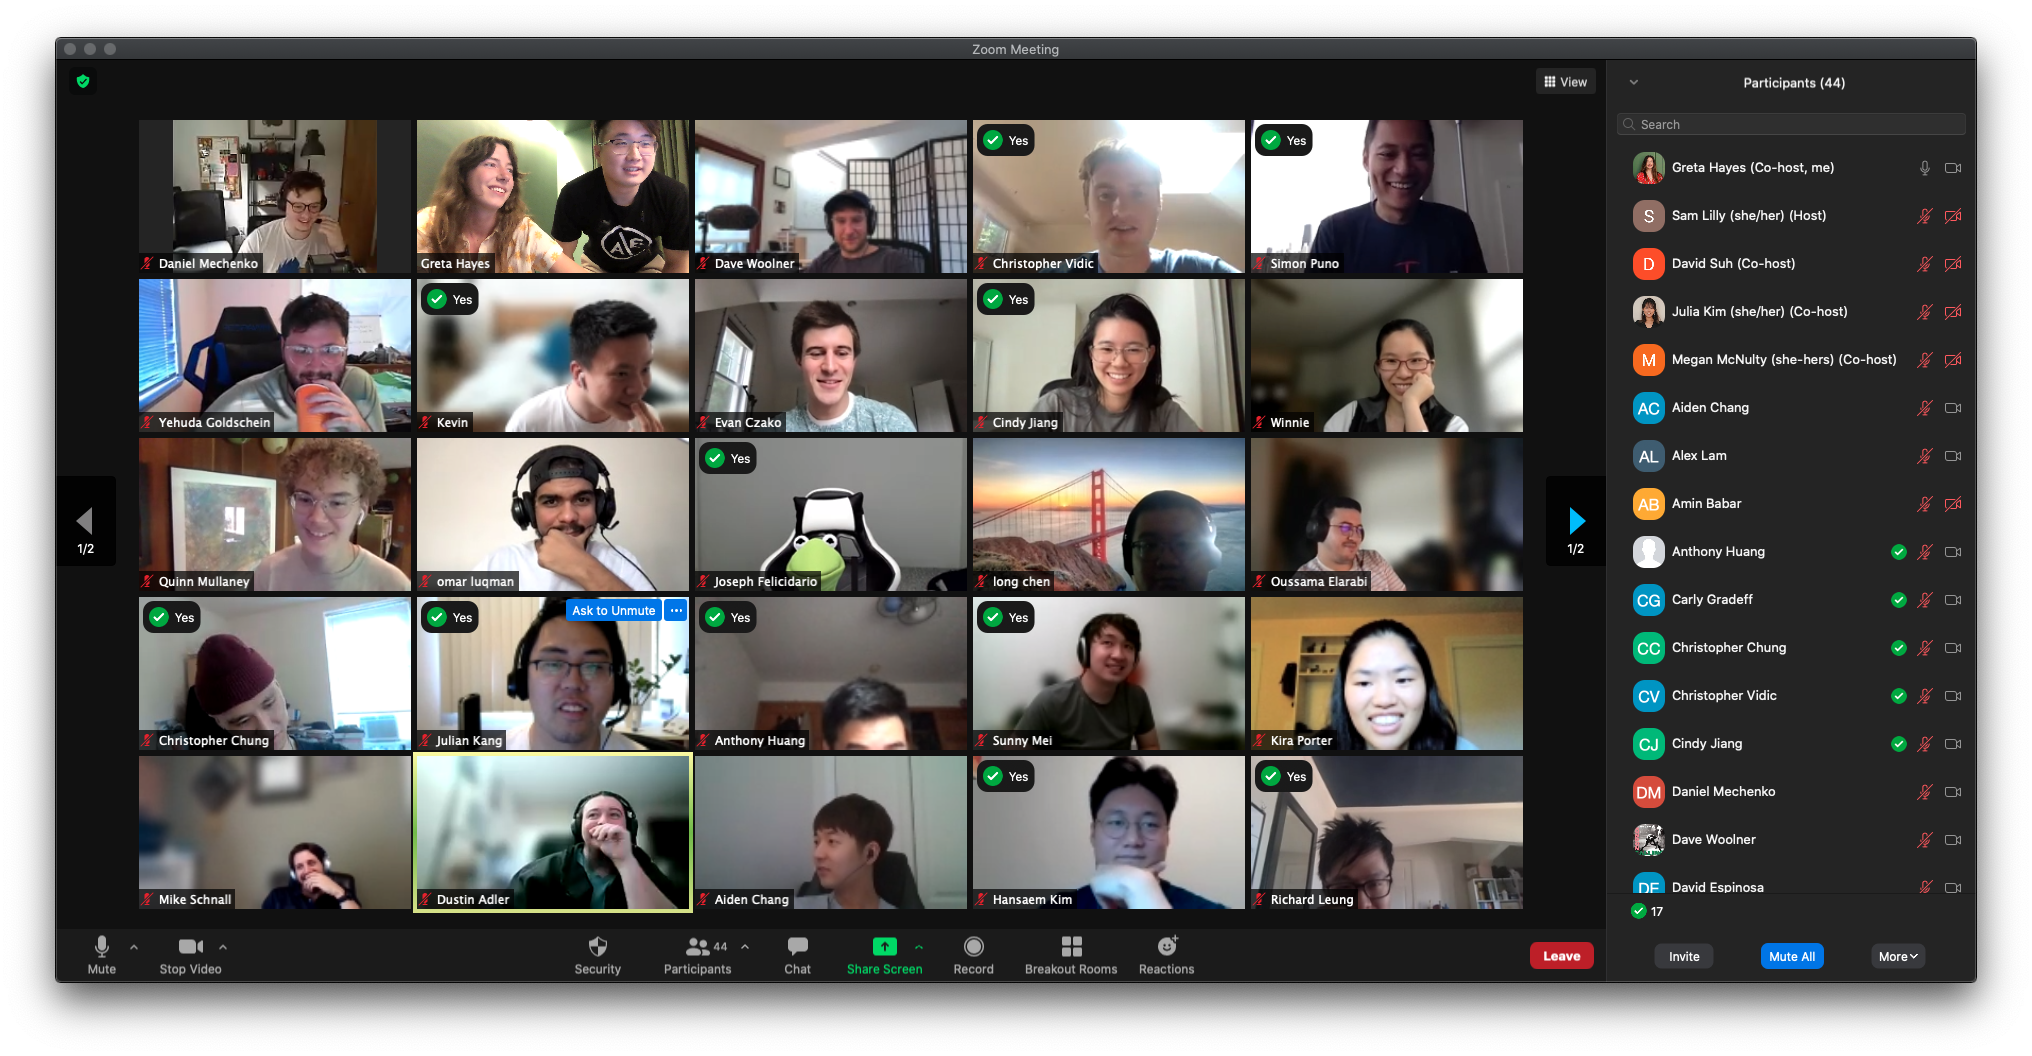 Zoom Meeting
View
Daniel Mechenko
Greta Hayes
Dave Woolner
Yes
Christopher Vidic
Yes
Simon Puno
Yehuda Goldschein
Yes
Kevin
Evan Czako
Yes
Cindy Jiang
Winnie
Quinn Mullaney
omar luqman
Yes
Joseph Felicidario
long chen
Oussama Elarabi
1/2
1/2
Yes
Christopher Chung
Yes
Ask to Unmute ...
Julian Kang
Yes
Anthony Huang
Yes
Sunny Mei
Kira Porter
Mike Schnall
Dustin Adler
Aiden Chang
Yes
Hansaem Kim
Yes
Richard Leung
Mute
Stop Video
Security
44
Participants
Chat
Share Screen
Record
Breakout Rooms
Reactions
Leave
Participants (44)
Search
Greta Hayes (Co-host, me)
S Sam Lilly (she/her) (Host)
D David Suh (Co-host)
Julia Kim (she/her) (Co-host)
M Megan McNulty (she-hers) (Co-host)
AC Aiden Chang
AL Alex Lam
AB Amin Babar
Anthony Huang
CG Carly Gradeff
CC Christopher Chung
CV Christopher Vidic
CJ Cindy Jiang
DM Daniel Mechenko
Dave Woolner
DE David Espinosa
17
Invite
Mute All
More